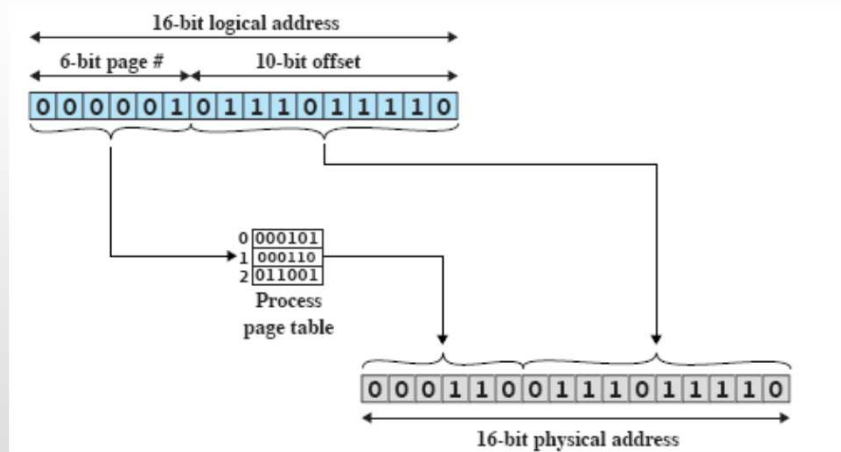 16-bit logical address
6-bit page # 10-bit offset
0 0 0 0 0 1 0 1 1 1 0 1 1 1 1 0
0 000101
1 000110
2 011001
Process
page table
0 0 0 1 1 0 0 1 1 1 0 1 1 1 1 0
16-bit physical address